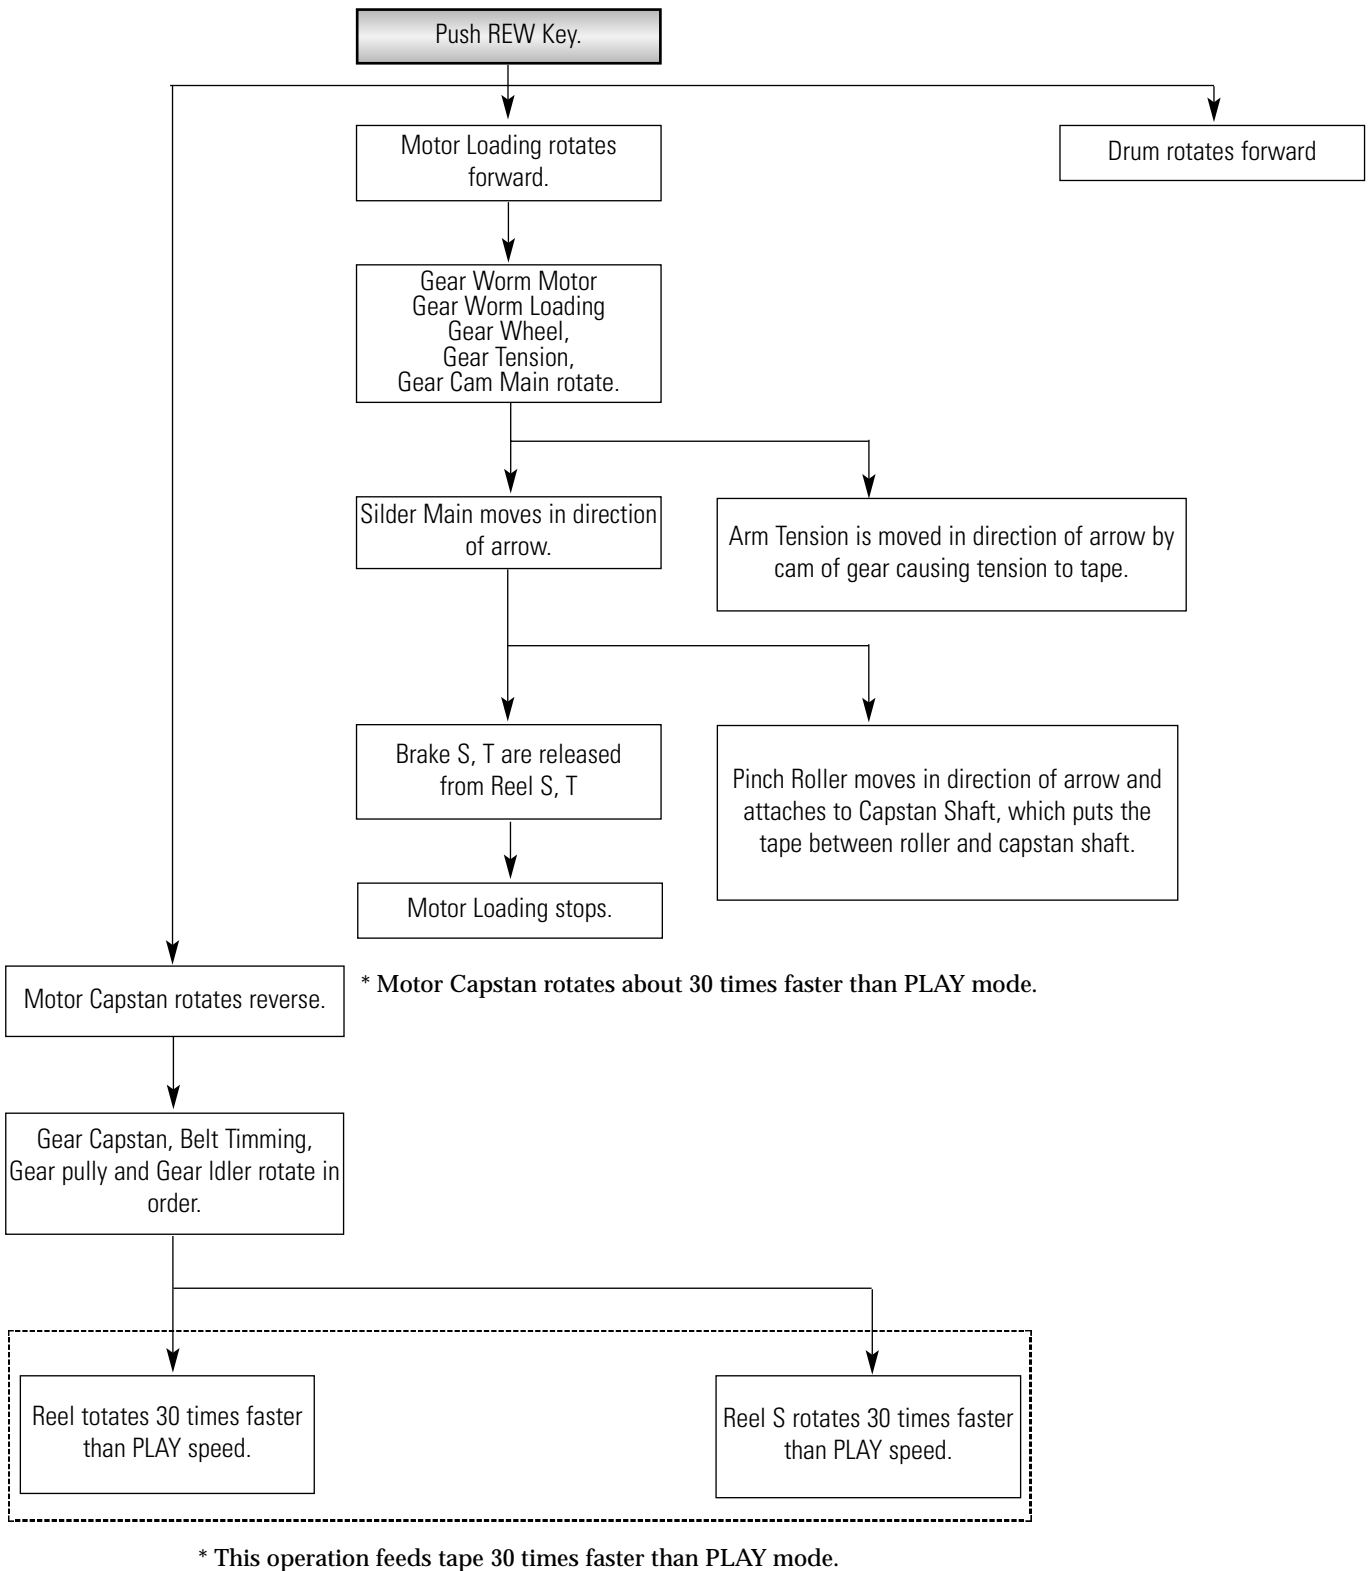 Push REW Key.
Motor Loading rotates
forward.
Drum rotates forward
Gear Worm Motor
Gear Worm Loading
Gear Wheel,
Gear Tension,
Gear Cam Main rotate.
Silder Main moves in direction
of arrow.
Arm Tension is moved in direction of arrow by
cam of gear causing tension to tape.
Brake S, T are released
from Reel S, T
Pinch Roller moves in direction of arrow and
attaches to Capstan Shaft, which puts the
tape between roller and capstan shaft.
Motor Loading stops.
Motor Capstan rotates reverse.
* Motor Capstan rotates about 30 times faster than PLAY mode.
Gear Capstan, Belt Timming,
Gear pully and Gear Idler rotate in
order.
Reel totates 30 times faster
than PLAY speed.
Reel S rotates 30 times faster
than PLAY speed.
* This operation feeds tape 30 times faster than PLAY mode.